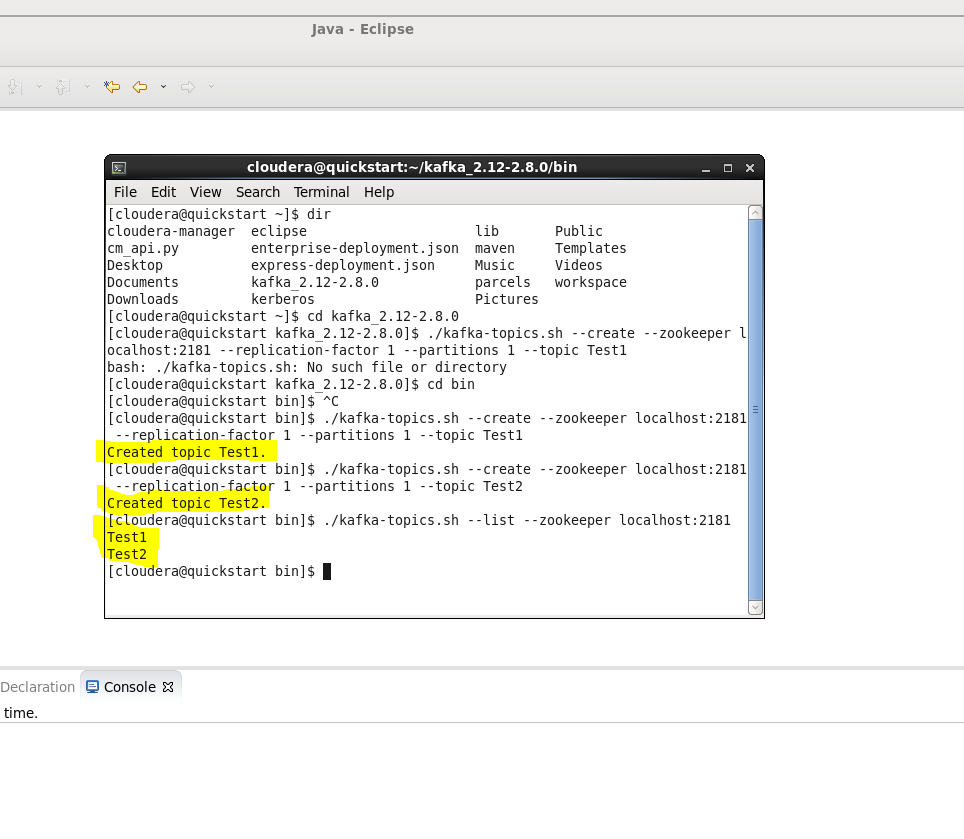 Java - Eclipse
cloudera@quickstart:~/kafka_2.12-2.8.0/bin
File Edit View Search Terminal Help
[cloudera@quickstart ~]$ dir
cloudera-manager  eclipse                     lib       Public
cm_api.py         enterprise-deployment.json  maven     Templates
Desktop           express-deployment.json     Music     Videos
Documents         kafka_2.12-2.8.0            parcels   workspace
Downloads         kerberos                    Pictures
[cloudera@quickstart ~]$ cd kafka_2.12-2.8.0
[cloudera@quickstart kafka_2.12-2.8.0]$ ./kafka-topics.sh --create --zookeeper l
ocalhost:2181 --replication-factor 1 --partitions 1 --topic Test1
bash: ./kafka-topics.sh: No such file or directory
[cloudera@quickstart kafka_2.12-2.8.0]$ cd bin
[cloudera@quickstart bin]$ ^C
[cloudera@quickstart bin]$ ./kafka-topics.sh --create --zookeeper localhost:2181
 --replication-factor 1 --partitions 1 --topic Test1
Created topic Test1.
[cloudera@quickstart bin]$ ./kafka-topics.sh --create --zookeeper localhost:2181
 --replication-factor 1 --partitions 1 --topic Test2
Created topic Test2.
[cloudera@quickstart bin]$ ./kafka-topics.sh --list --zookeeper localhost:2181
Test1
Test2
[cloudera@quickstart bin]$
Declaration Console
time.